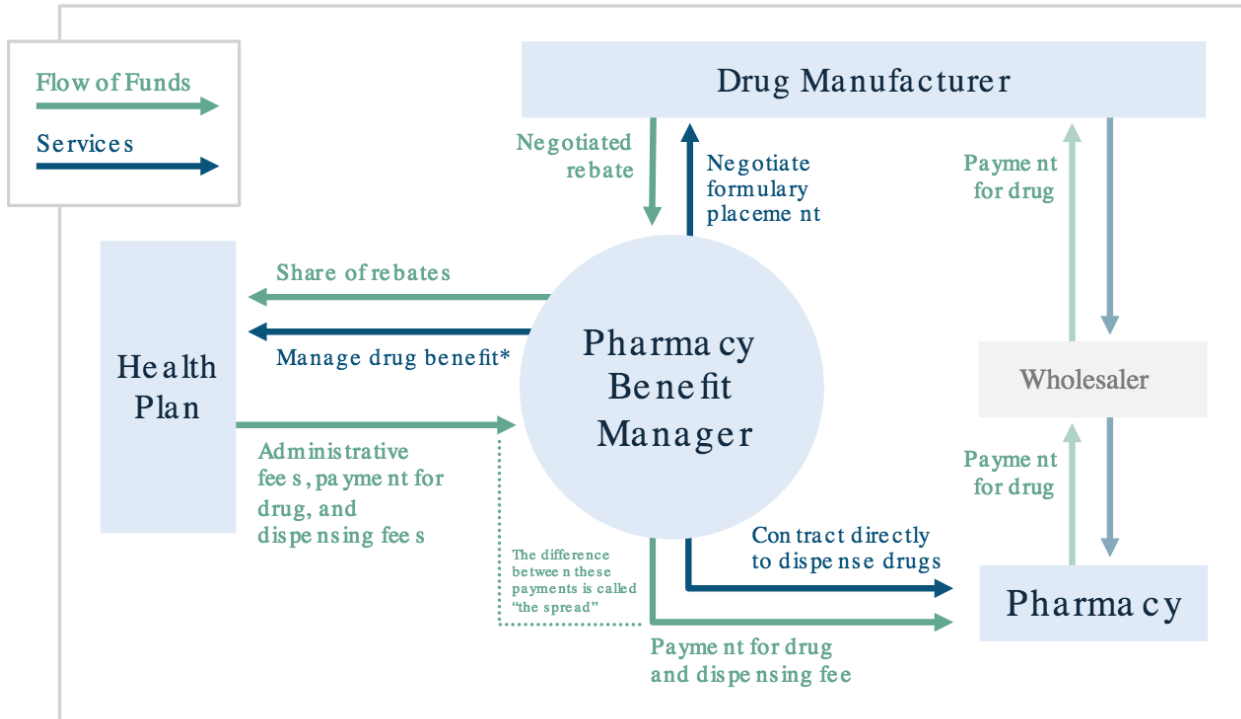 Flow of Funds
Services
Drug Manufacturer
Negotiated
rebate
Negotiate
formulary
placement
Payment
for drug
Share of rebates
Manage drug benefit*
Health
Plan
Pharmacy
Benefit
Manager
Wholesaler
Administrative
fees, payment for
drug, and
dispensing fees
Payment
for drug
The difference
between these
payments is called
“the spread”
Contract directly
to dispense drugs
Pharmacy
Payment for drug
and dispensing fee